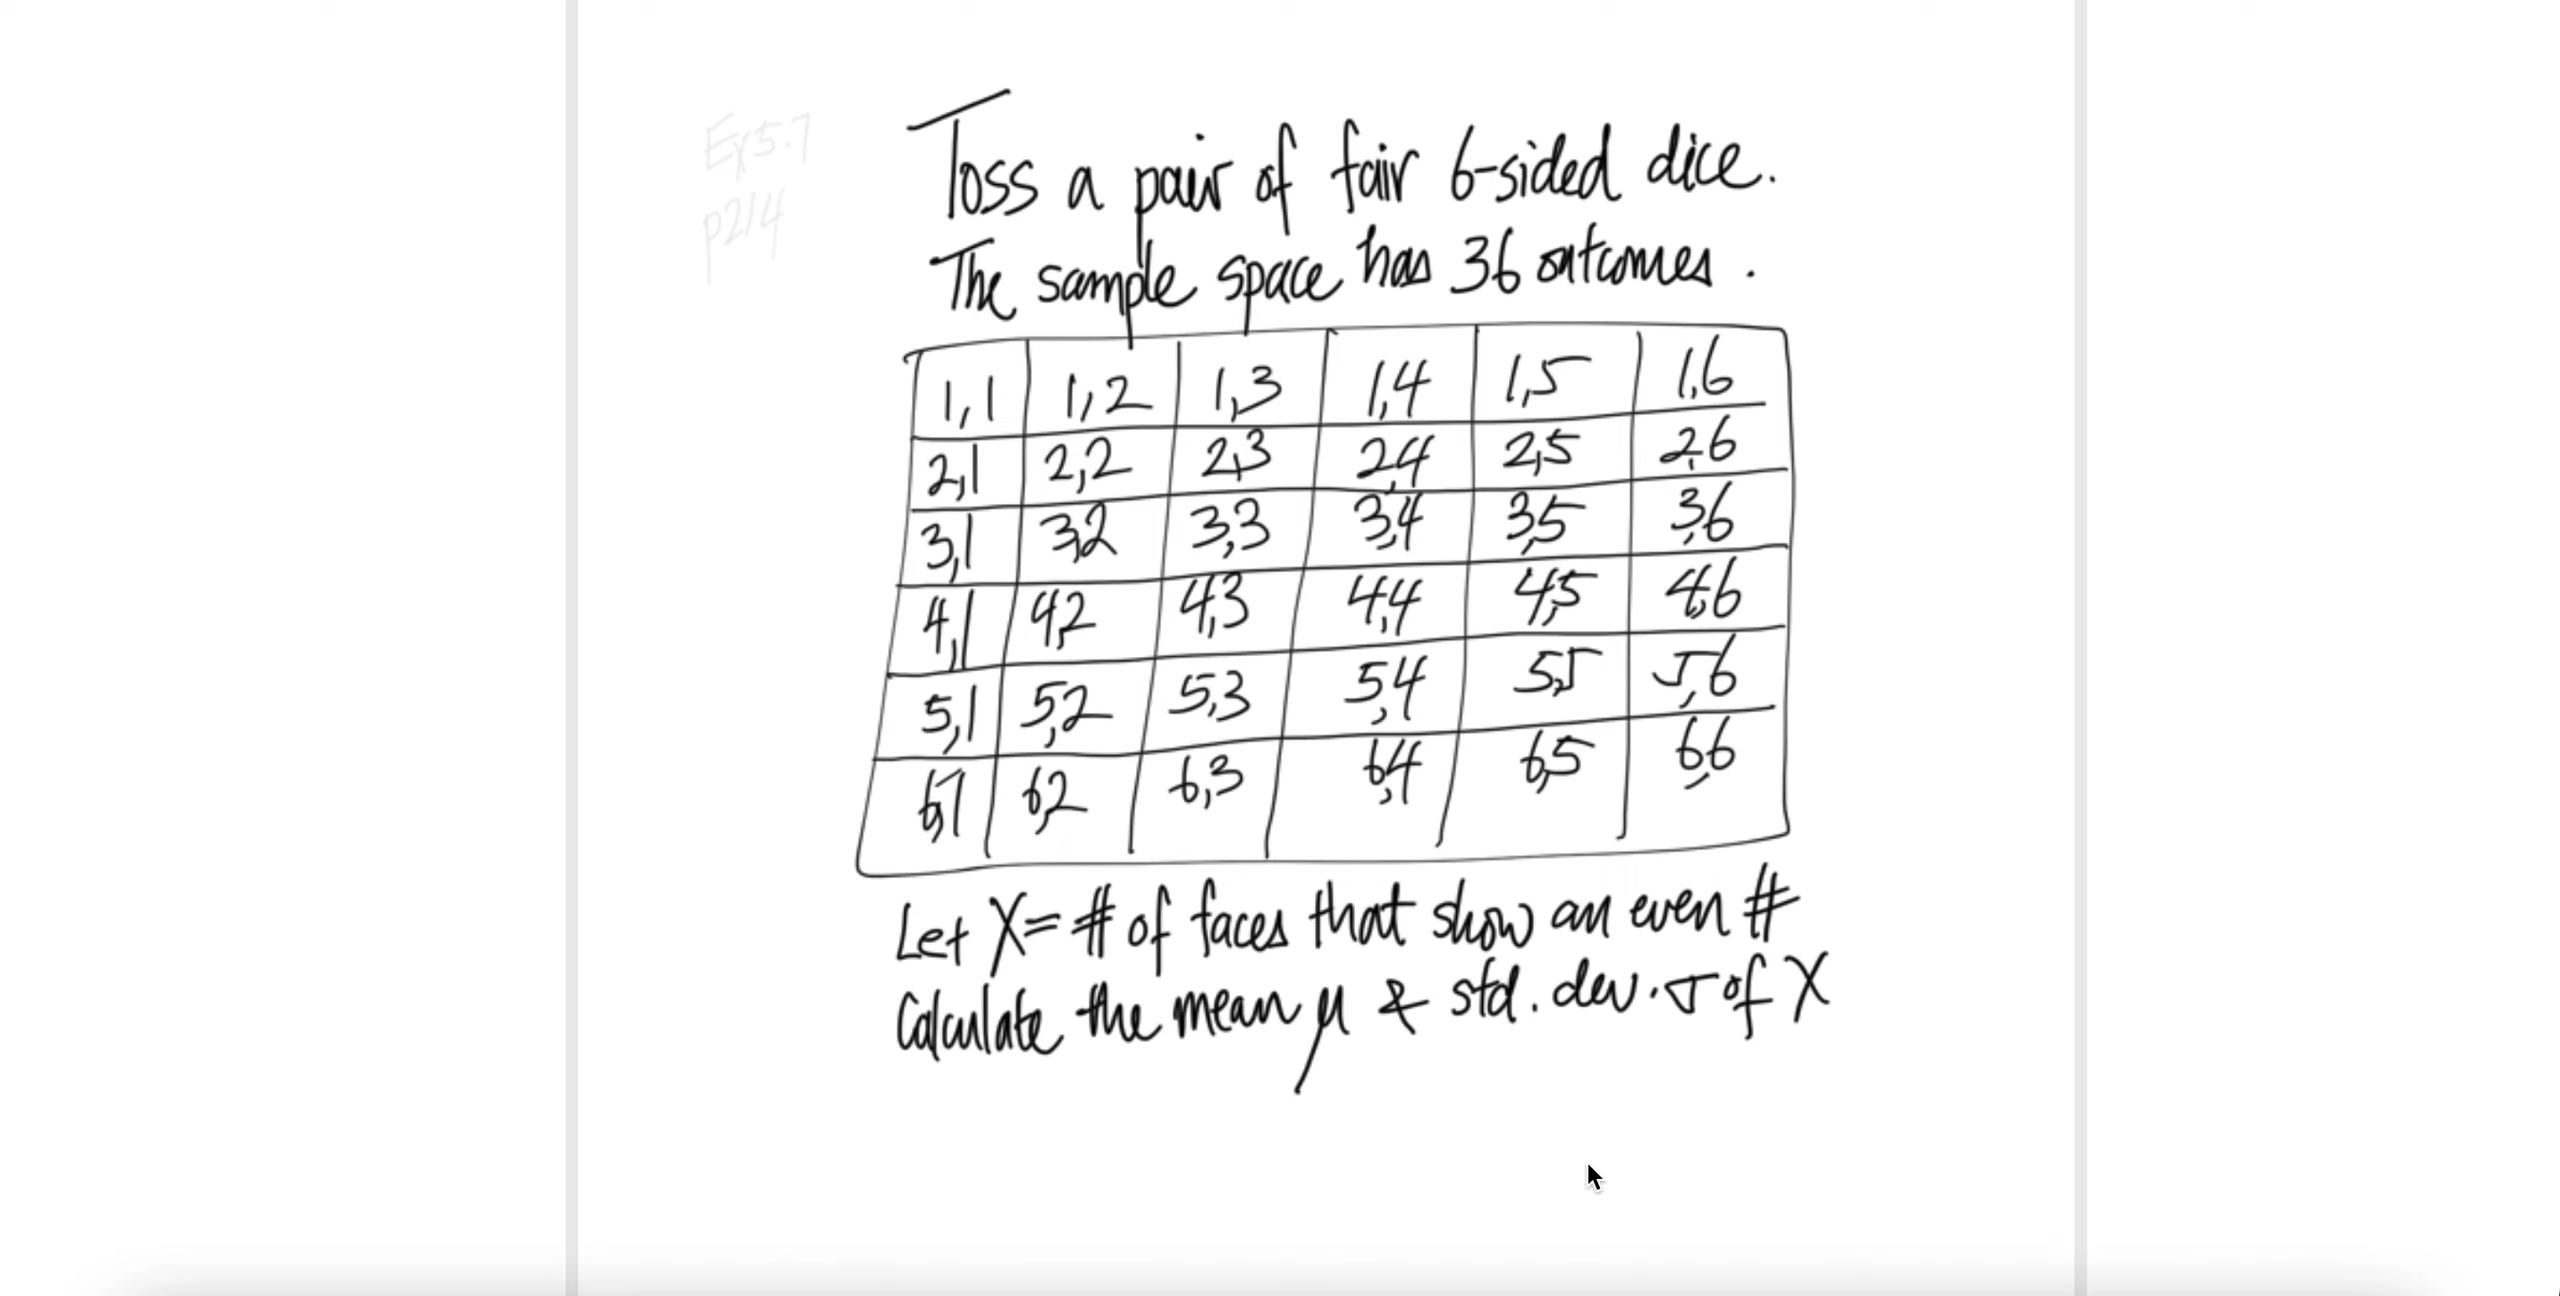 Ex5.7
p214
Toss a pair of fair 6-sided dice.
The sample space has 36 outcomes.
1,1 1,2 1,3 1,4 1,5 1,6
2,1 2,2 2,3 2,4 2,5 2,6
3,1 3,2 3,3 3,4 3,5 3,6
4,1 4,2 4,3 4,4 4,5 4,6
5,1 5,2 5,3 5,4 5,5 5,6
6,1 6,2 6,3 6,4 6,5 6,6
Let X = # of faces that show an even #
Calculate the mean μ & std. dev. σ of X